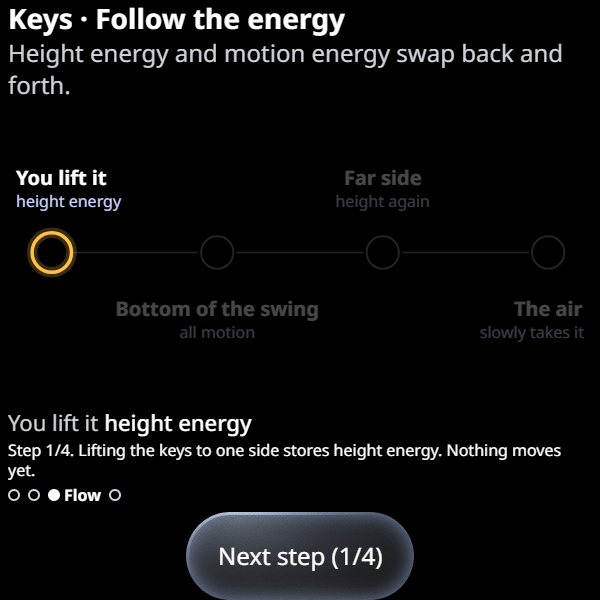 Keys · Follow the energy
Height energy and motion energy swap back and
forth.
You lift it
height energy
Far side
height again
Bottom of the swing
all motion
The air
slowly takes it
You lift it height energy
Step 1/4. Lifting the keys to one side stores height energy. Nothing moves
yet.
Flow
Next step (1/4)